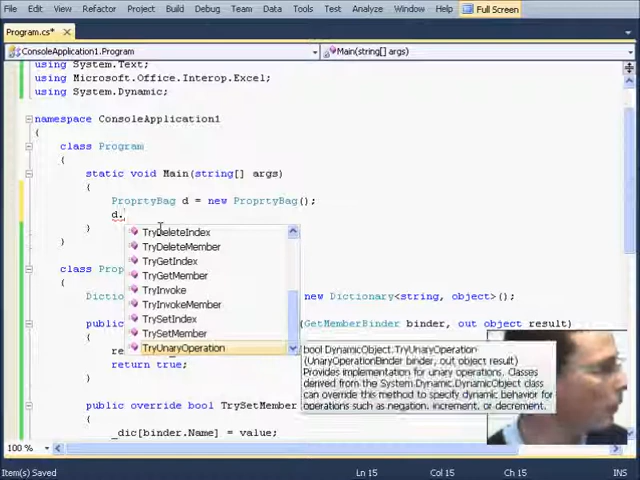 File Edit View Refactor Project Build Debug Team Data Tools Test Analyze Window Help Full Screen
Program.cs*
ConsoleApplication1.Program Main(string[] args)
using System.Text;
using Microsoft.Office.Interop.Excel;
using System.Dynamic;
namespace ConsoleApplication1
{
class Program
{
static void Main(string[] args)
{
ProprtyBag d = new ProprtyBag();
d.
}
}
TryDeleteIndex
TryDeleteMember
TryGetIndex
TryGetMember
TryInvoke
TryInvokeMember
TrySetIndex
TrySetMember
TryUnaryOperation
class Prop
{
Dict new Dictionary<string, object>();
public (GetMemberBinder binder, out object result)
{
re
return true;
}
bool DynamicObject.TryUnaryOperation
(UnaryOperationBinder binder, out object result)
Provides implementation for unary operations. Classes
derived from the System.Dynamic.DynamicObject class
can override this method to specify dynamic behavior for
operations such as negation, increment, or decrement.
public override bool TrySetMember
{
_dic[binder.Name] = value;
100 %
Item(s) Saved Ln 15 Col 15 Ch 15 INS